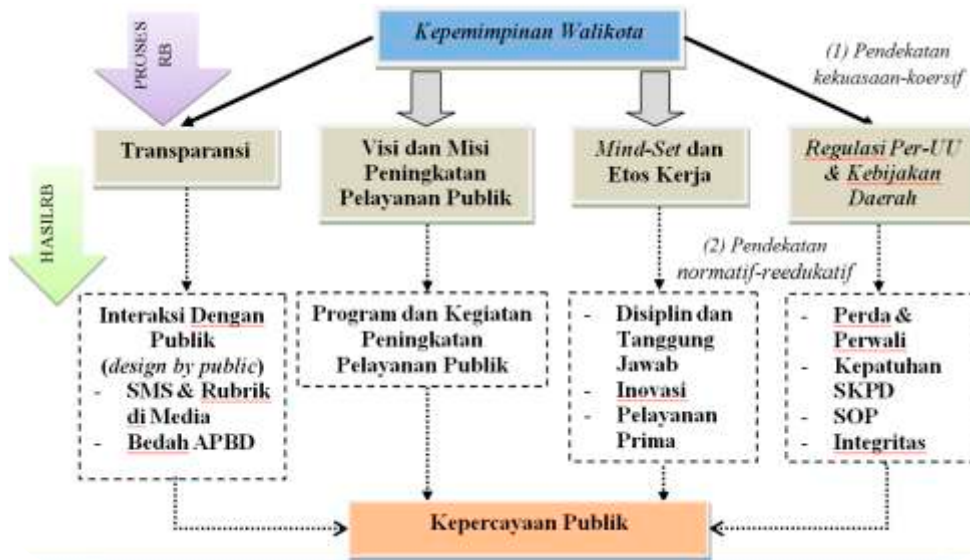 Kepemimpinan Walikota
PROSES
RB
(1) Pendekatan
kekuasaan-koersif
Transparansi
Visi dan Misi
Peningkatan
Pelayanan Publik
Mind-Set dan
Etos Kerja
Regulasi Per-UU
& Kebijakan
Daerah
HASILRB
(2) Pendekatan
normatif-reedukatif
Interaksi Dengan
Publik
(design by public)
- SMS & Rubrik
di Media
- Bedah APBD
Program dan Kegiatan
Peningkatan
Pelayanan Publik
- Disiplin dan
Tanggung
Jawab
- Inovasi
- Pelayanan
Prima
- Perda &
Perwali
- Kepatuhan
SKPD
- SOP
- Integritas
Kepercayaan Publik